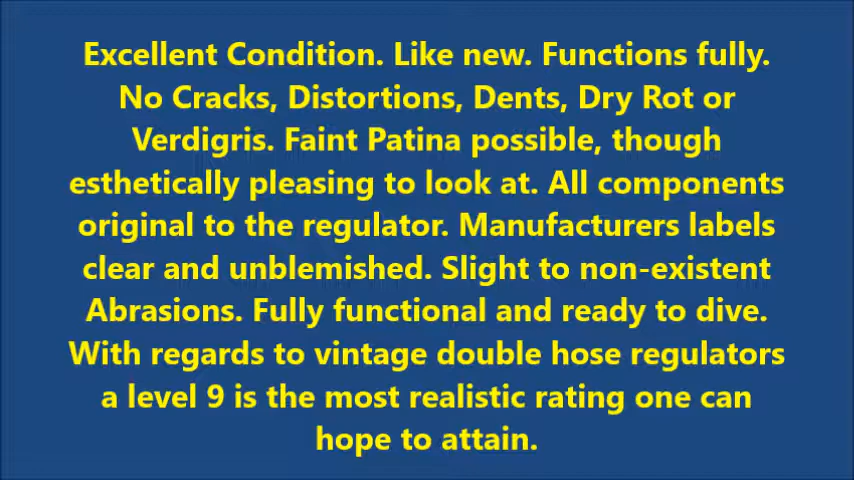 Excellent Condition. Like new. Functions fully.
No Cracks, Distortions, Dents, Dry Rot or
Verdigris. Faint Patina possible, though
esthetically pleasing to look at. All components
original to the regulator. Manufacturers labels
clear and unblemished. Slight to non-existent
Abrasions. Fully functional and ready to dive.
With regards to vintage double hose regulators
a level 9 is the most realistic rating one can
hope to attain.